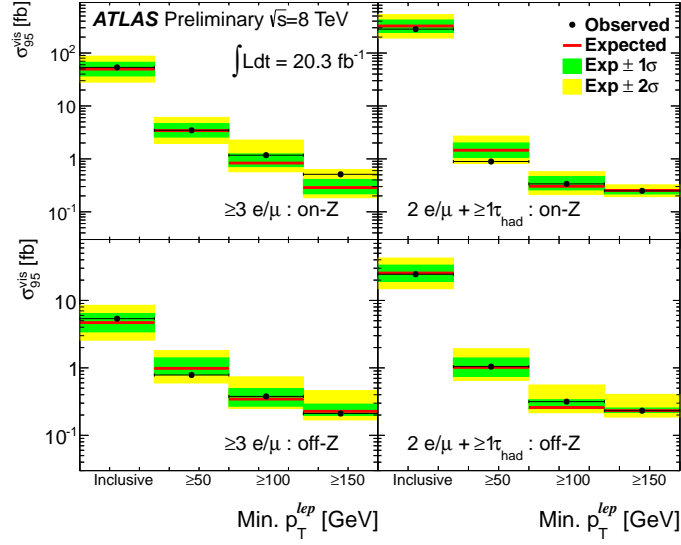 ATLAS Preliminary √s=8 TeV
∫Ldt = 20.3 fb⁻¹
Observed
Expected
Exp ± 1σ
Exp ± 2σ
σ₉₅^vis [fb]
10²
10
1
10⁻¹
≥3 e/μ : on-Z
2 e/μ + ≥1τ_had : on-Z
σ₉₅^vis [fb]
10
1
10⁻¹
≥3 e/μ : off-Z
2 e/μ + ≥1τ_had : off-Z
Inclusive ≥50 ≥100 ≥150 Inclusive ≥50 ≥100 ≥150
Min. p_T^lep [GeV] Min. p_T^lep [GeV]